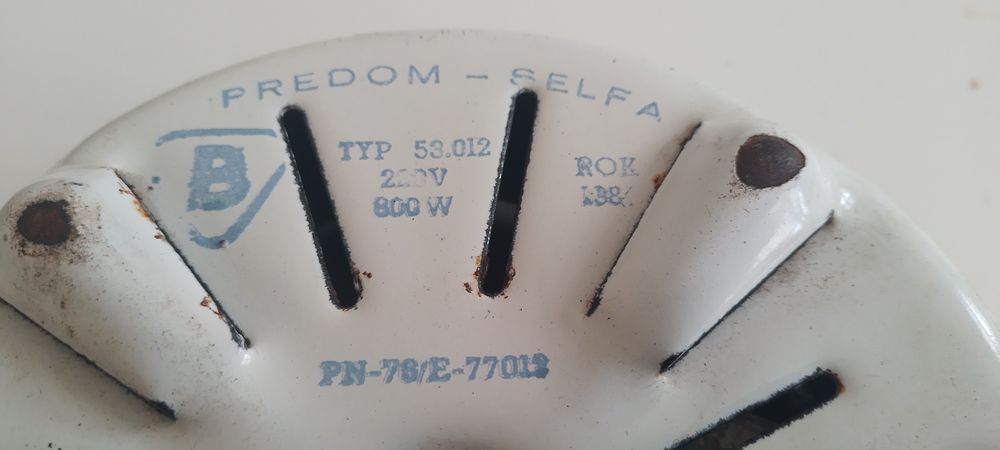 PREDOM - SELFA
B
TYP 53.012
220V
800 W
ROK
PN-76/E-77012